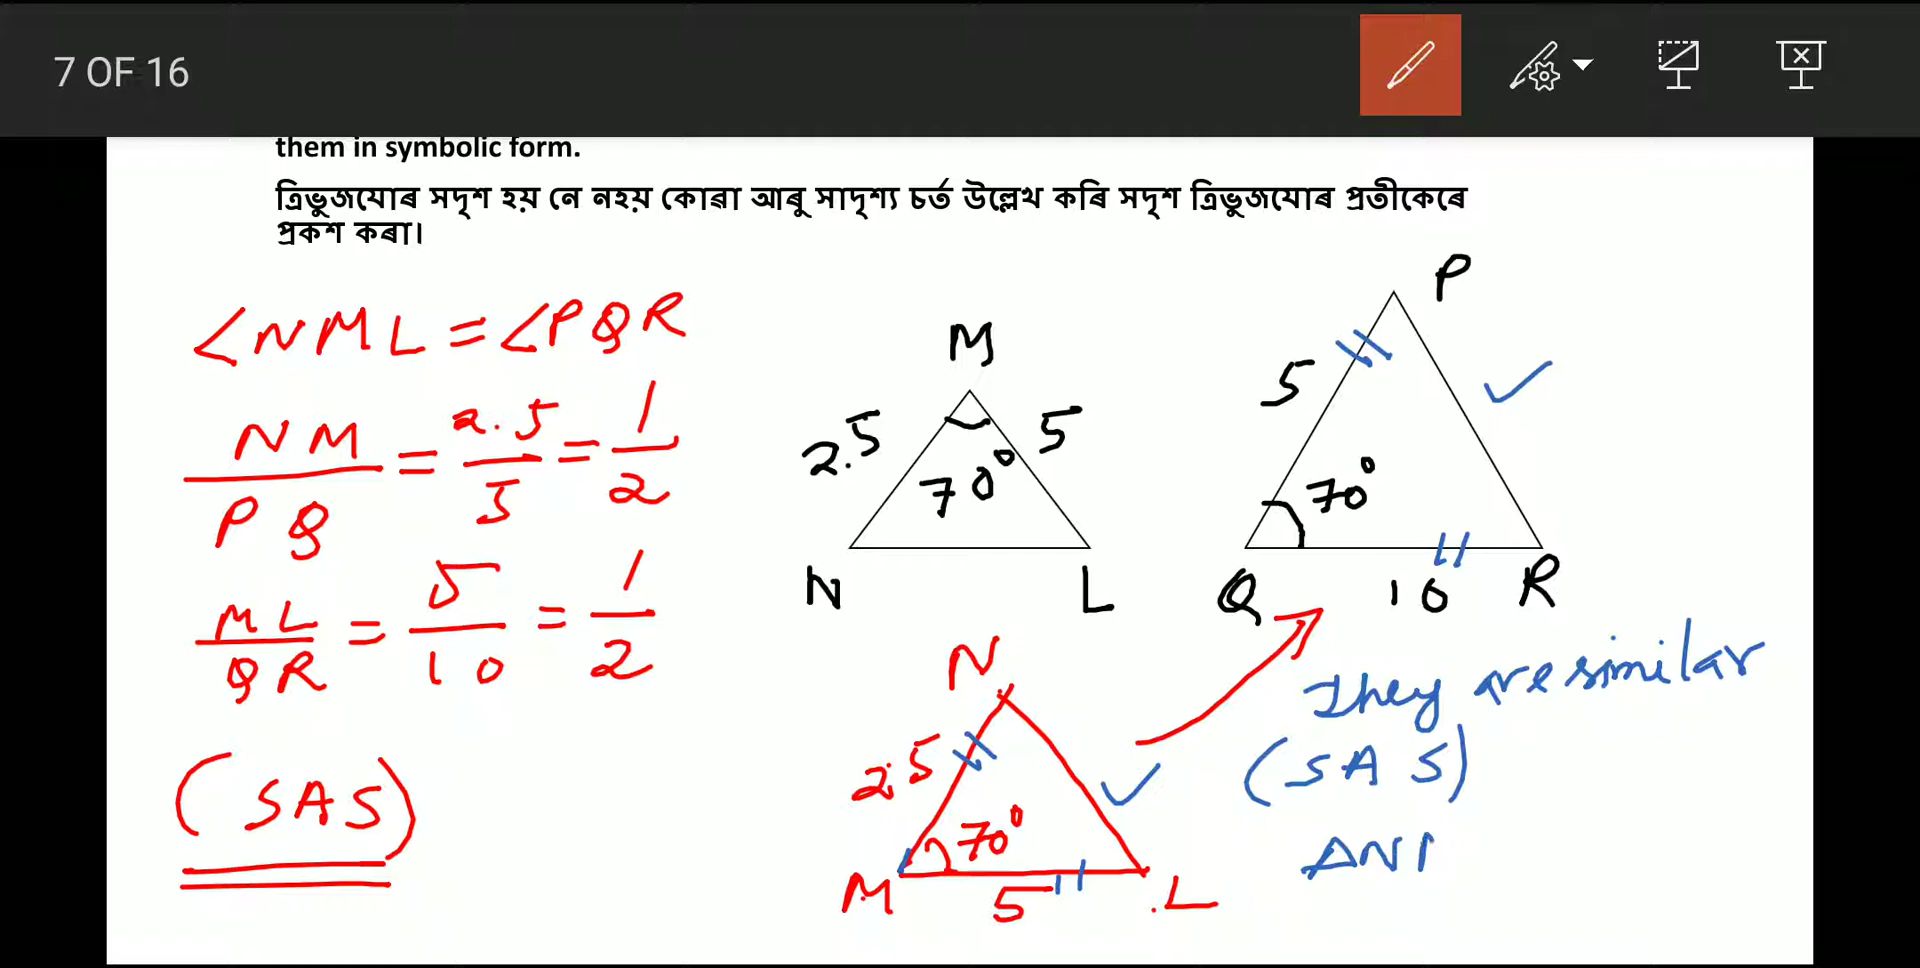 7 OF 16
them in symbolic form.
ত্ৰিভুজযোৰ সদৃশ হয় নে নহয় কোৱা আৰু সাদৃশ্য চৰ্ত উল্লেখ কৰি সদৃশ ত্ৰিভুজযোৰ প্ৰতীকেৰে
প্ৰকশ কৰা।
∠NML = ∠PQR
NM/PQ = 2.5/5 = 1/2
ML/QR = 5/10 = 1/2
(SAS)
M
2.5
5
70°
N
L
P
5
70°
Q
10
R
N
2.5
70°
M
5
L
They are similar
(SAS)